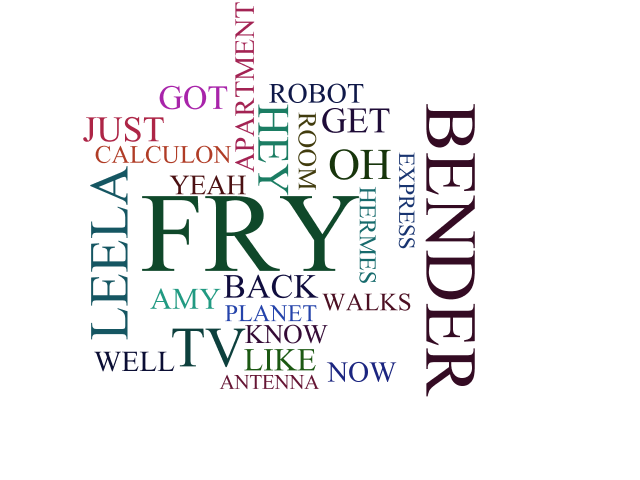 APARTMENT
GOT
ROBOT
JUST
HEY
ROOM
GET
CALCULON
OH
BENDER
YEAH
EXPRESS
LEELA
FRY
HERMES
AMY
BACK
WALKS
PLANET
TV
KNOW
WELL
LIKE
NOW
ANTENNA